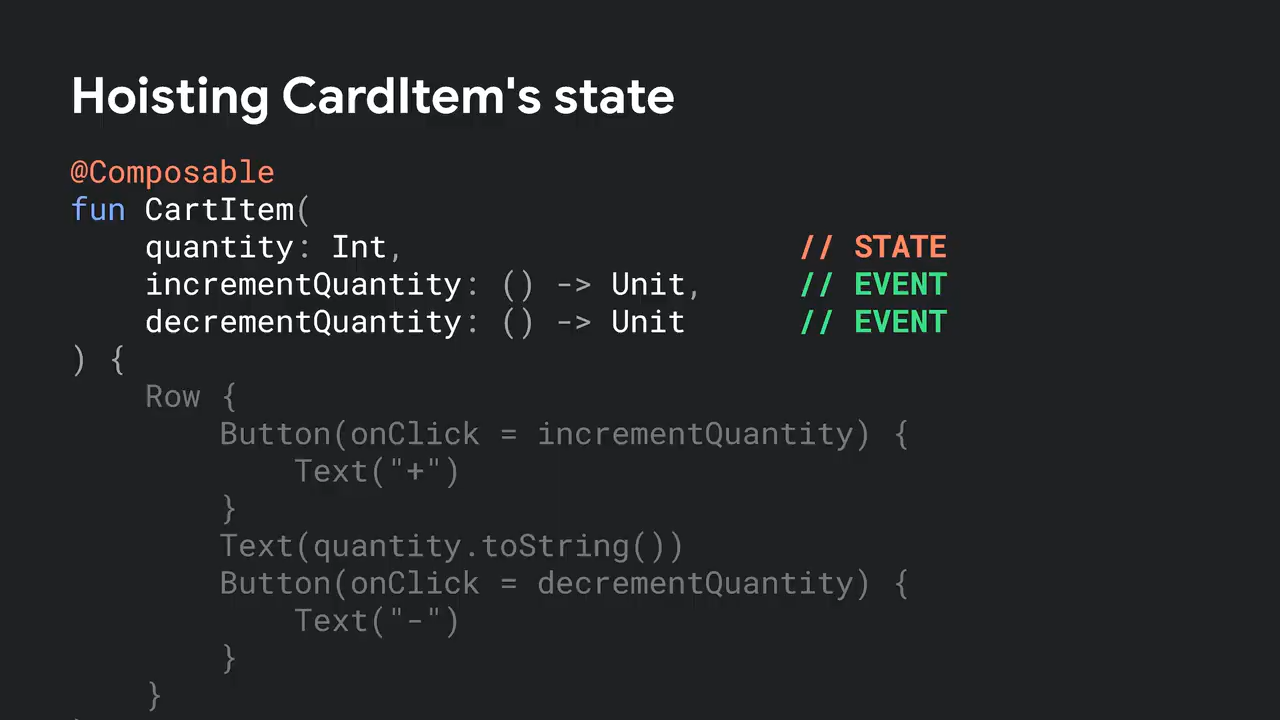 Hoisting CardItem's state
@Composable
fun CartItem(
    quantity: Int,                     // STATE
    incrementQuantity: () -> Unit,     // EVENT
    decrementQuantity: () -> Unit      // EVENT
) {
    Row {
        Button(onClick = incrementQuantity) {
            Text("+")
        }
        Text(quantity.toString())
        Button(onClick = decrementQuantity) {
            Text("-")
        }
    }